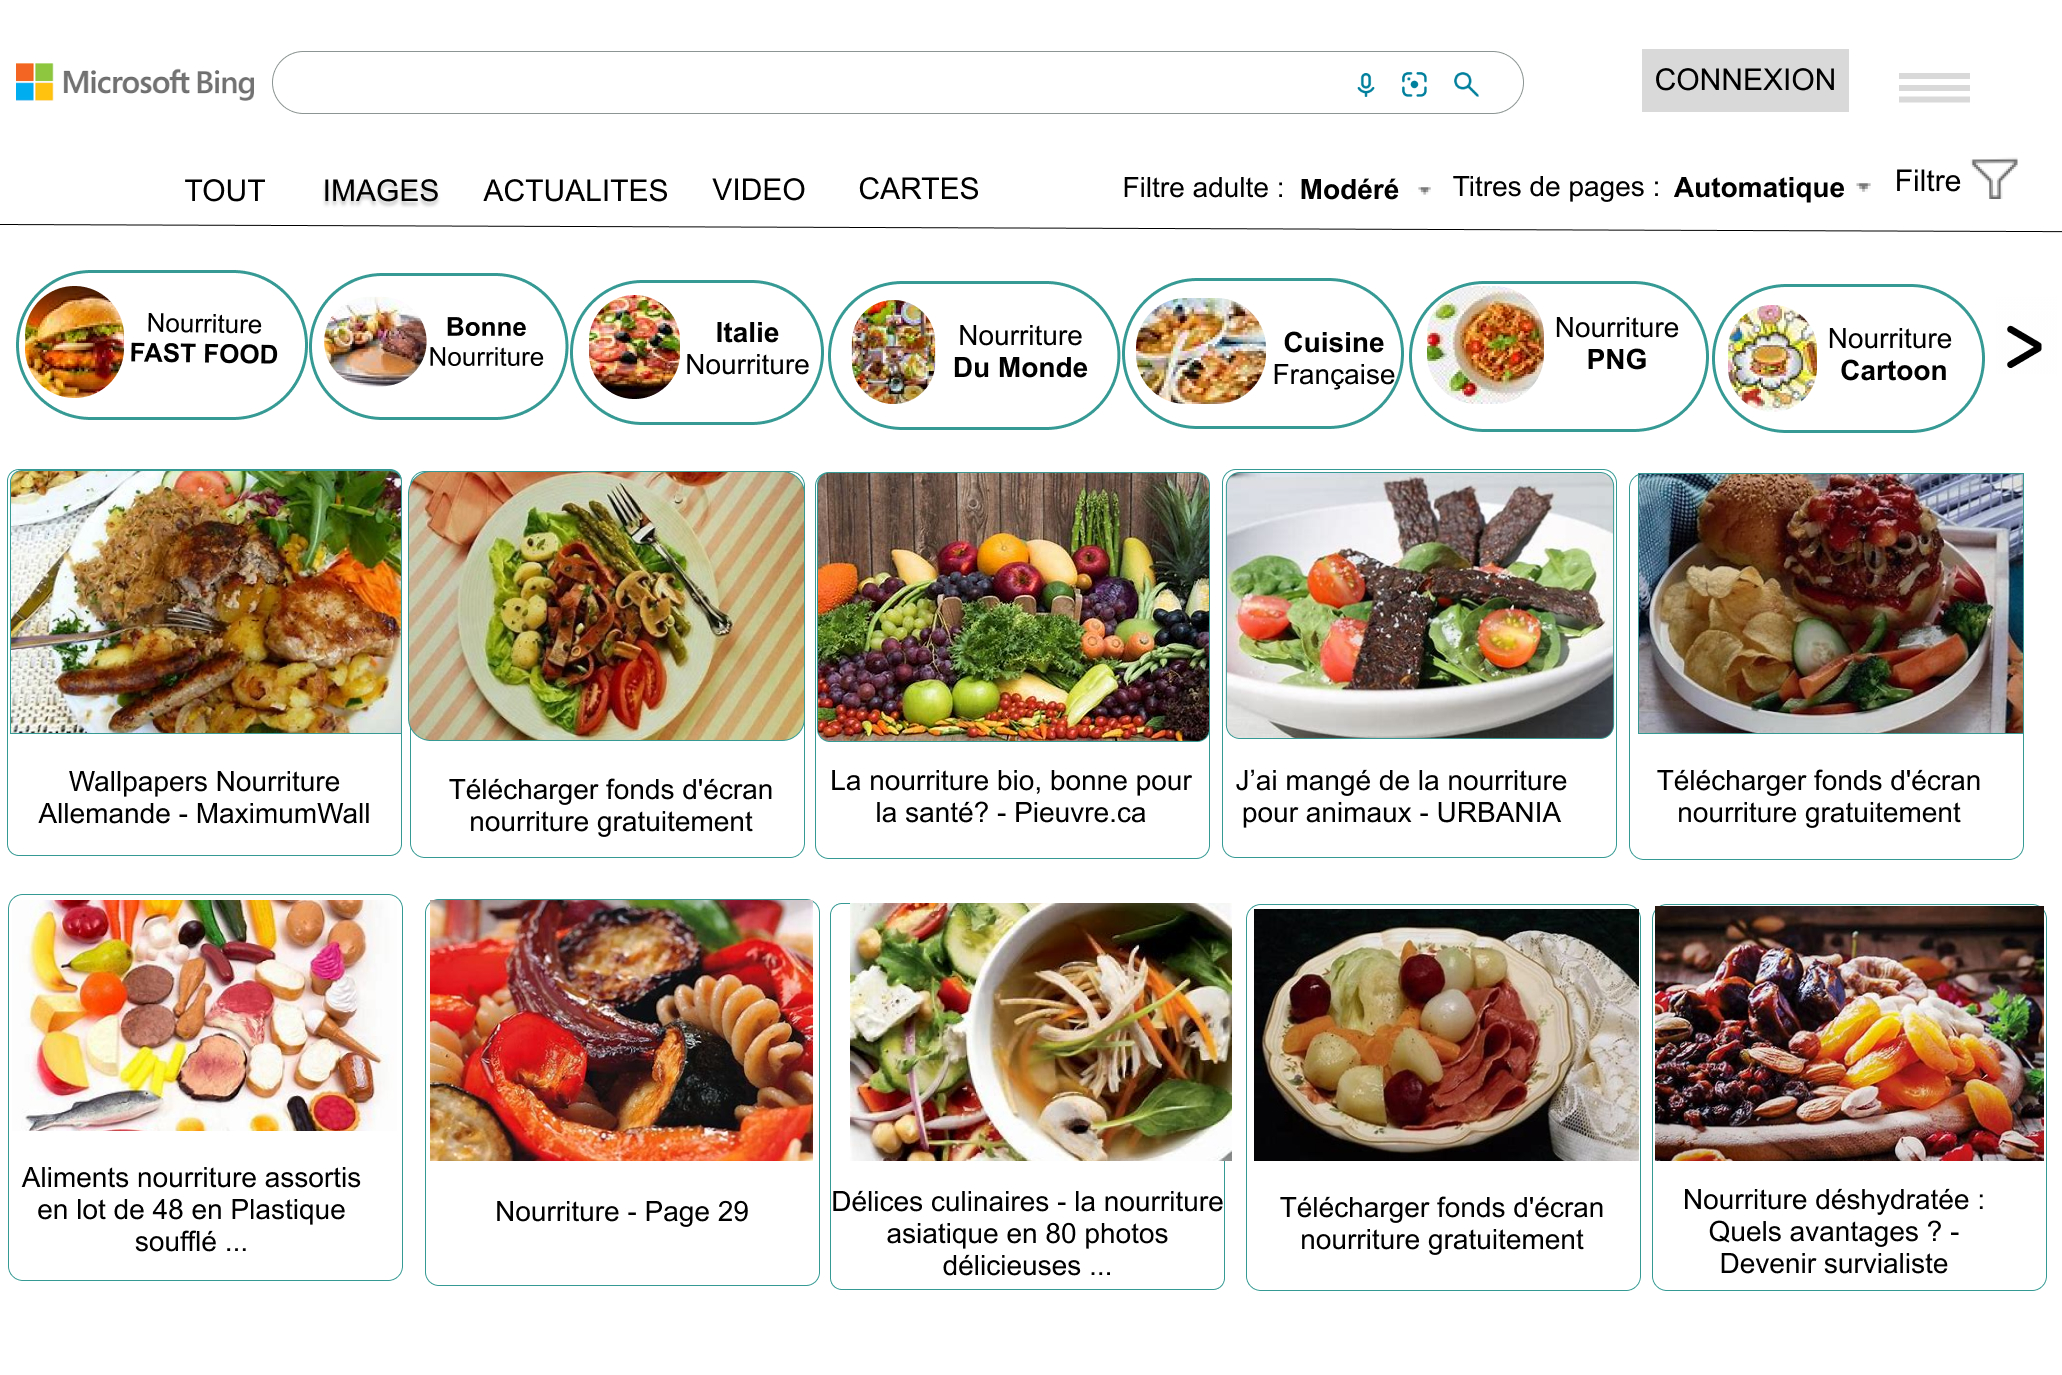 Microsoft Bing
CONNEXION
TOUT IMAGES ACTUALITES VIDEO CARTES Filtre adulte : Modéré Titres de pages : Automatique Filtre
Nourriture
FAST FOOD
Bonne
Nourriture
Italie
Nourriture
Nourriture
Du Monde
Cuisine
Française
Nourriture
PNG
Nourriture
Cartoon
>
Wallpapers Nourriture
Allemande - MaximumWall
Télécharger fonds d'écran
nourriture gratuitement
La nourriture bio, bonne pour
la santé? - Pieuvre.ca
J’ai mangé de la nourriture
pour animaux - URBANIA
Télécharger fonds d'écran
nourriture gratuitement
Aliments nourriture assortis
en lot de 48 en Plastique
soufflé ...
Nourriture - Page 29
Délices culinaires - la nourriture
asiatique en 80 photos
délicieuses ...
Télécharger fonds d'écran
nourriture gratuitement
Nourriture déshydratée :
Quels avantages ? -
Devenir survialiste